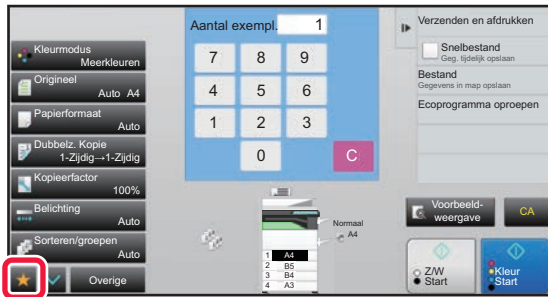 Aantal exempl. 1
Kleurmodus
Meerkleuren
Origineel
Auto A4
Papierformaat
Auto
Dubbelz. Kopie
1-Zijdig→1-Zijdig
Kopieerfactor
100%
Belichting
Auto
Sorteren/groepen
Auto
Overige
7 8 9
4 5 6
1 2 3
0 C
Normaal
A4
1 A4
2 B5
3 B4
4 A3
Verzenden en afdrukken
Snelbestand
Geg. tijdelijk opslaan
Bestand
Gegevens in map opslaan
Ecoprogramma oproepen
Voorbeeld-
weergave
CA
Z/W
Start
Kleur
Start